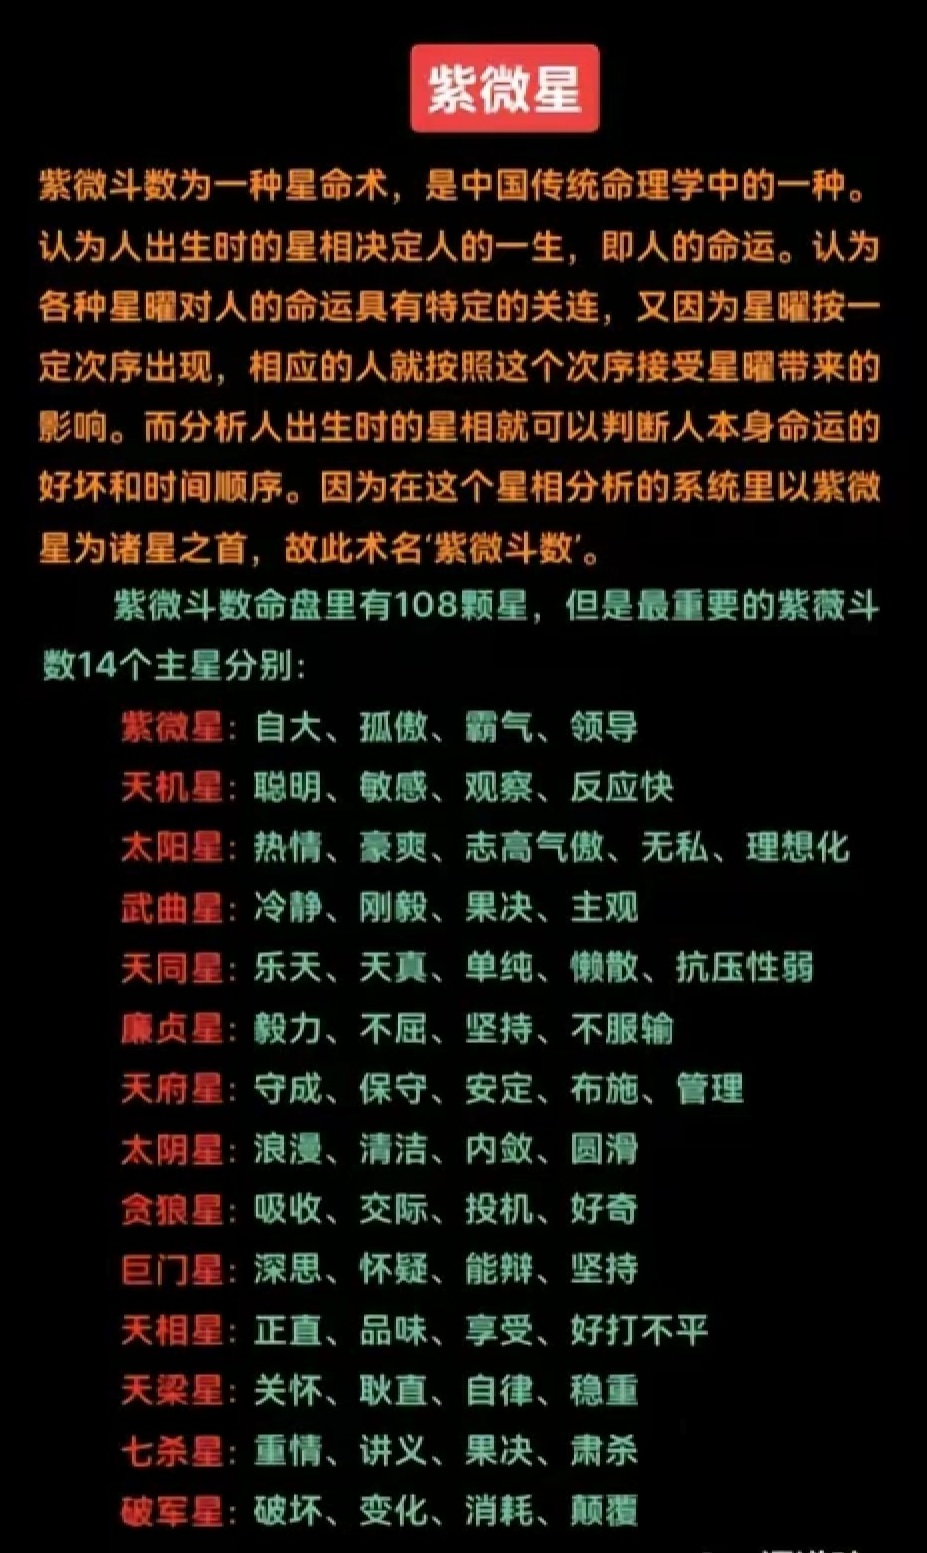 紫微星
紫微斗数为一种星命术，是中国传统命理学中的一种。
认为人出生时的星相决定人的一生，即人的命运。认为
各种星曜对人的命运具有特定的关连，又因为星曜按一
定次序出现，相应的人就按照这个次序接受星曜带来的
影响。而分析人出生时的星相就可以判断人本身命运的
好坏和时间顺序。因为在这个星相分析的系统里以紫微
星为诸星之首，故此术名‘紫微斗数’。
紫微斗数命盘里有108颗星，但是最重要的紫薇斗
数14个主星分别：
紫微星：自大、孤傲、霸气、领导
天机星：聪明、敏感、观察、反应快
太阳星：热情、豪爽、志高气傲、无私、理想化
武曲星：冷静、刚毅、果决、主观
天同星：乐天、天真、单纯、懒散、抗压性弱
廉贞星：毅力、不屈、坚持、不服输
天府星：守成、保守、安定、布施、管理
太阴星：浪漫、清洁、内敛、圆滑
贪狼星：吸收、交际、投机、好奇
巨门星：深思、怀疑、能辩、坚持
天相星：正直、品味、享受、好打不平
天梁星：关怀、耿直、自律、稳重
七杀星：重情、讲义、果决、肃杀
破军星：破坏、变化、消耗、颠覆